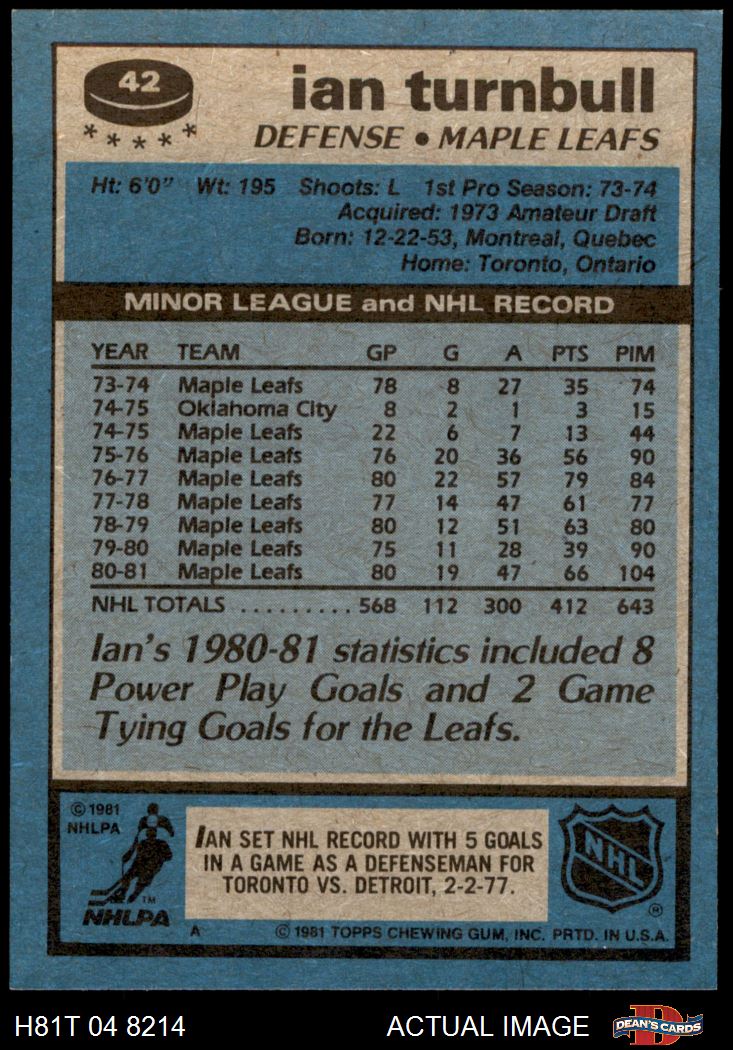 42
* * * * *
ian turnbull
DEFENSE • MAPLE LEAFS
Ht: 6'0" Wt: 195 Shoots: L 1st Pro Season: 73-74
Acquired: 1973 Amateur Draft
Born: 12-22-53, Montreal, Quebec
Home: Toronto, Ontario
MINOR LEAGUE and NHL RECORD
YEAR TEAM GP G A PTS PIM
73-74 Maple Leafs 78 8 27 35 74
74-75 Oklahoma City 8 2 1 3 15
74-75 Maple Leafs 22 6 7 13 44
75-76 Maple Leafs 76 20 36 56 90
76-77 Maple Leafs 80 22 57 79 84
77-78 Maple Leafs 77 14 47 61 77
78-79 Maple Leafs 80 12 51 63 80
79-80 Maple Leafs 75 11 28 39 90
80-81 Maple Leafs 80 19 47 66 104
NHL TOTALS ......... 568 112 300 412 643
Ian's 1980-81 statistics included 8
Power Play Goals and 2 Game
Tying Goals for the Leafs.
© 1981
NHLPA
TM
NHLPA
IAN SET NHL RECORD WITH 5 GOALS
IN A GAME AS A DEFENSEMAN FOR
TORONTO VS. DETROIT, 2-2-77.
NHL
®
A © 1981 TOPPS CHEWING GUM, INC. PRTD. IN U.S.A.
H81T 04 8214 ACTUAL IMAGE
D
DEAN'S CARDS